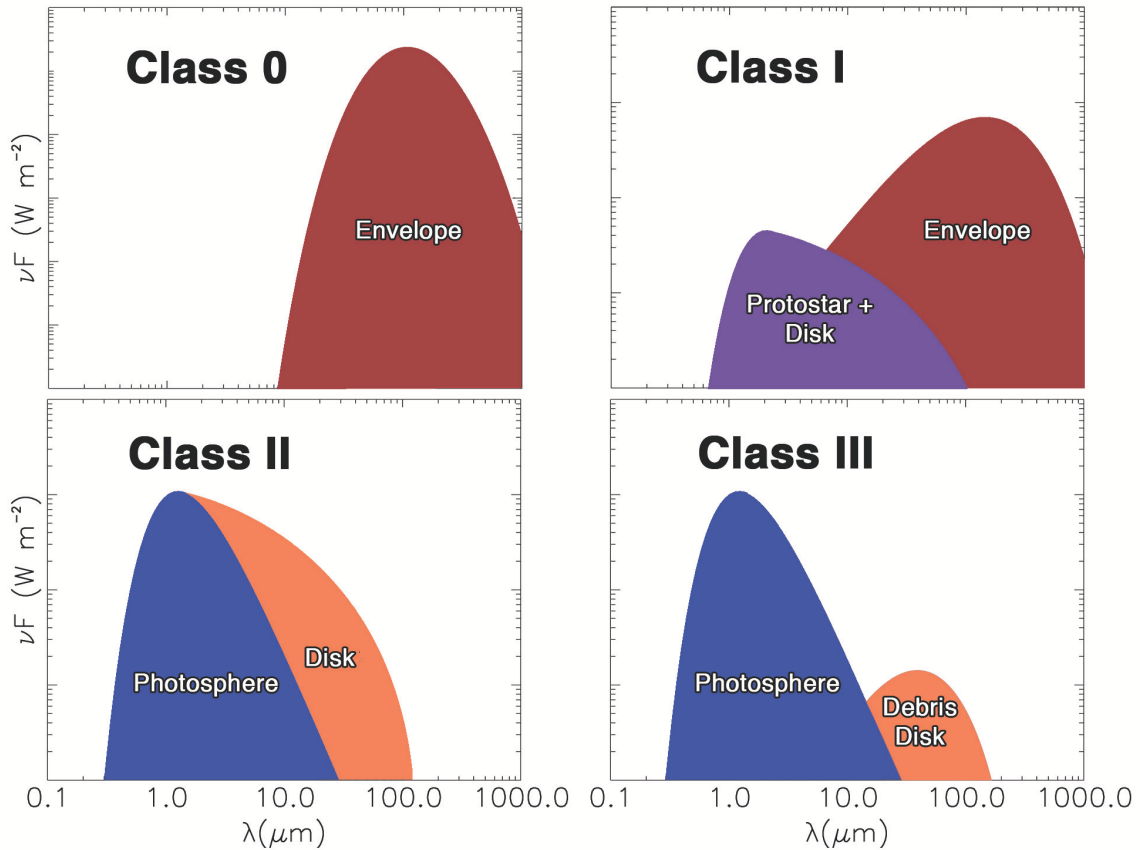 Class 0
Class I
νF (W m⁻²)
Envelope
Envelope
Protostar +
Disk
Class II
Class III
νF (W m⁻²)
Disk
Photosphere
Photosphere
Debris
Disk
0.1 1.0 10.0 100.0 1000.0
0.1 1.0 10.0 100.0 1000.0
λ(μm)
λ(μm)